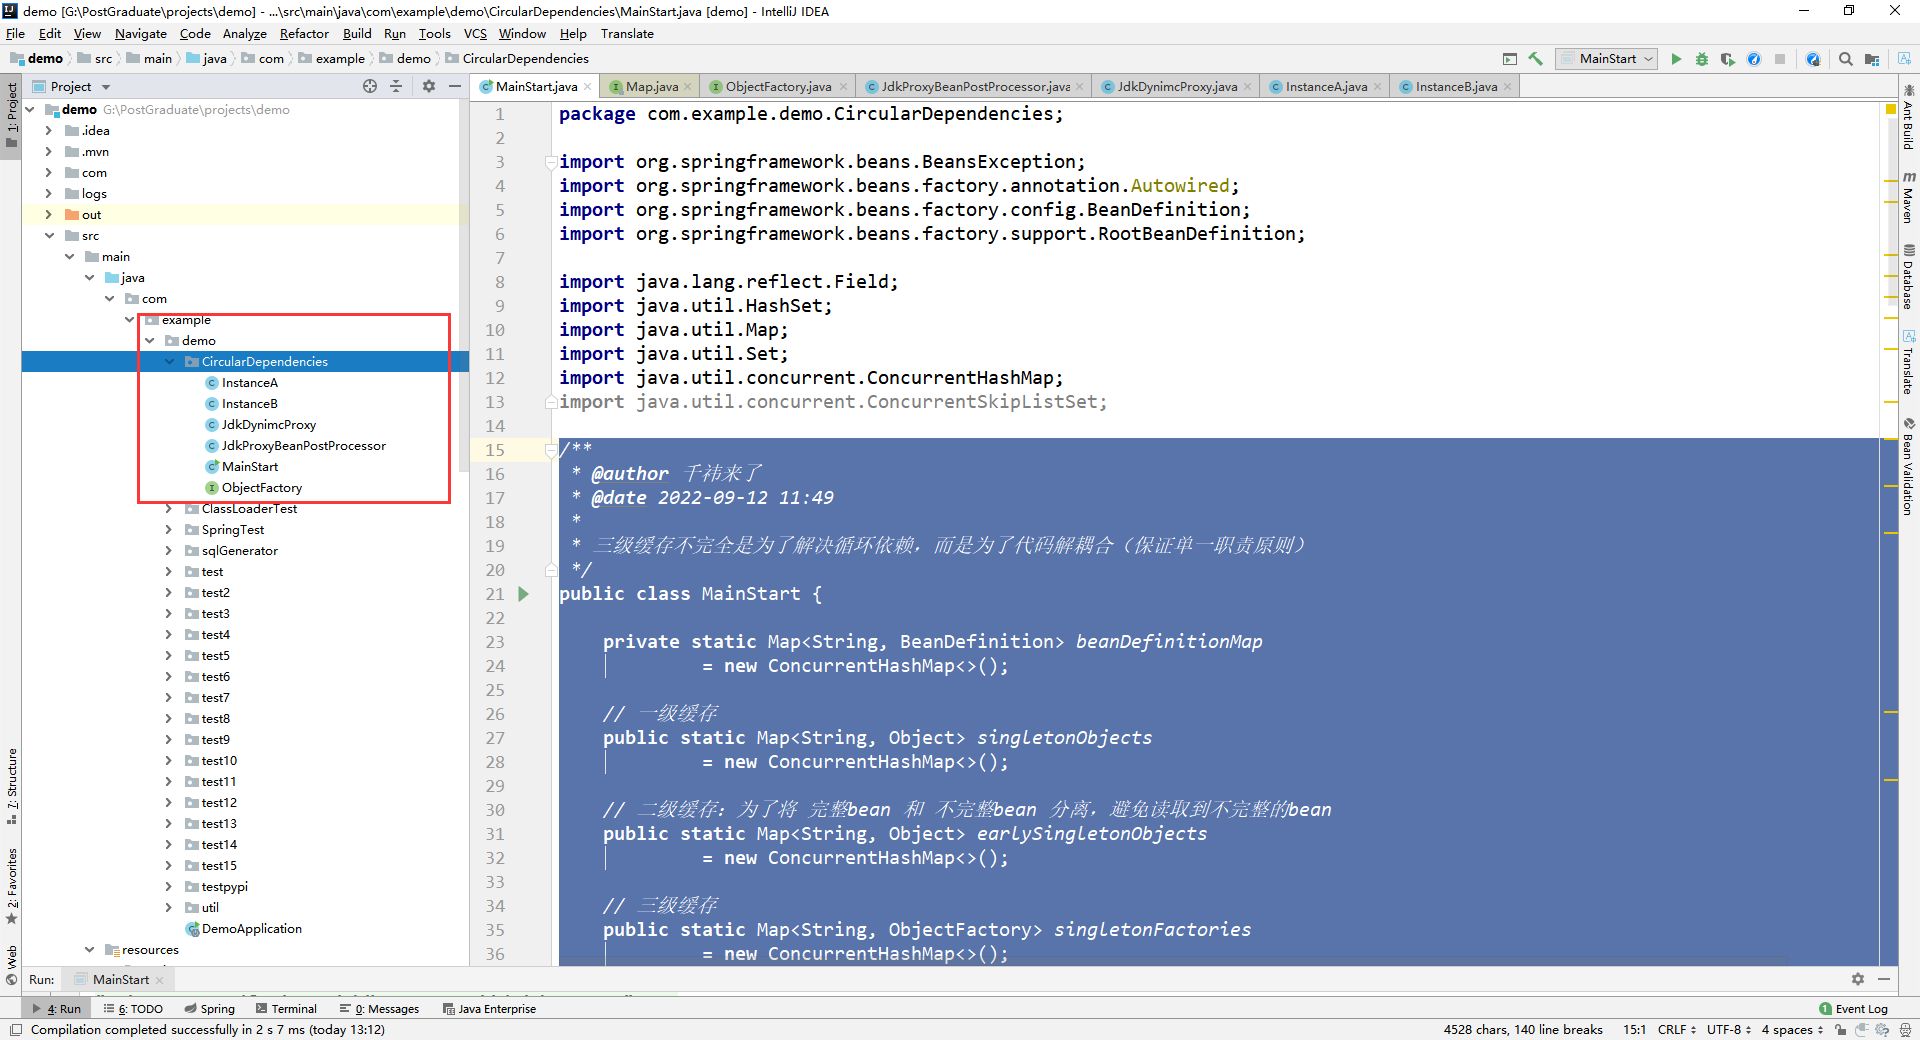 demo [G:\PostGraduate\projects\demo] - ...\src\main\java\com\example\demo\CircularDependencies\MainStart.java [demo] - IntelliJ IDEA
File Edit View Navigate Code Analyze Refactor Build Run Tools VCS Window Help Translate
demo src main java com example demo CircularDependencies MainStart
Project
MainStart.java Map.java ObjectFactory.java JdkProxyBeanPostProcessor.java JdkDynimcProxy.java InstanceA.java InstanceB.java
1: Project
7: Structure
2: Favorites
Web
demo G:\PostGraduate\projects\demo
.idea
.mvn
com
logs
out
src
main
java
com
example
demo
CircularDependencies
InstanceA
InstanceB
JdkDynimcProxy
JdkProxyBeanPostProcessor
MainStart
ObjectFactory
ClassLoaderTest
SpringTest
sqlGenerator
test
test2
test3
test4
test5
test6
test7
test8
test9
test10
test11
test12
test13
test14
test15
testpypi
util
DemoApplication
resources
1 package com.example.demo.CircularDependencies;
2
3 import org.springframework.beans.BeansException;
4 import org.springframework.beans.factory.annotation.Autowired;
5 import org.springframework.beans.factory.config.BeanDefinition;
6 import org.springframework.beans.factory.support.RootBeanDefinition;
7
8 import java.lang.reflect.Field;
9 import java.util.HashSet;
10 import java.util.Map;
11 import java.util.Set;
12 import java.util.concurrent.ConcurrentHashMap;
13 import java.util.concurrent.ConcurrentSkipListSet;
14
15 /**
16 * @author 千祎来了
17 * @date 2022-09-12 11:49
18 *
19 * 三级缓存不完全是为了解决循环依赖，而是为了代码解耦合（保证单一职责原则）
20 */
21 public class MainStart {
22
23 private static Map<String, BeanDefinition> beanDefinitionMap
24 = new ConcurrentHashMap<>();
25
26 // 一级缓存
27 public static Map<String, Object> singletonObjects
28 = new ConcurrentHashMap<>();
29
30 // 二级缓存：为了将 完整bean 和 不完整bean 分离，避免读取到不完整的bean
31 public static Map<String, Object> earlySingletonObjects
32 = new ConcurrentHashMap<>();
33
34 // 三级缓存
35 public static Map<String, ObjectFactory> singletonFactories
36 = new ConcurrentHashMap<>();
Ant Build
Maven
Database
Translate
Bean Validation
Run: MainStart
4: Run 6: TODO Spring Terminal 0: Messages Java Enterprise 1 Event Log
Compilation completed successfully in 2 s 7 ms (today 13:12) 4528 chars, 140 line breaks 15:1 CRLF UTF-8 4 spaces